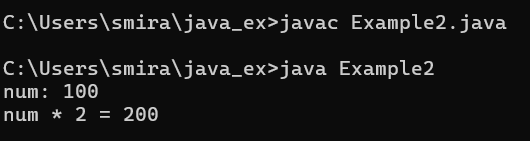 C:\Users\smira\java_ex>javac Example2.java
C:\Users\smira\java_ex>java Example2
num: 100
num * 2 = 200